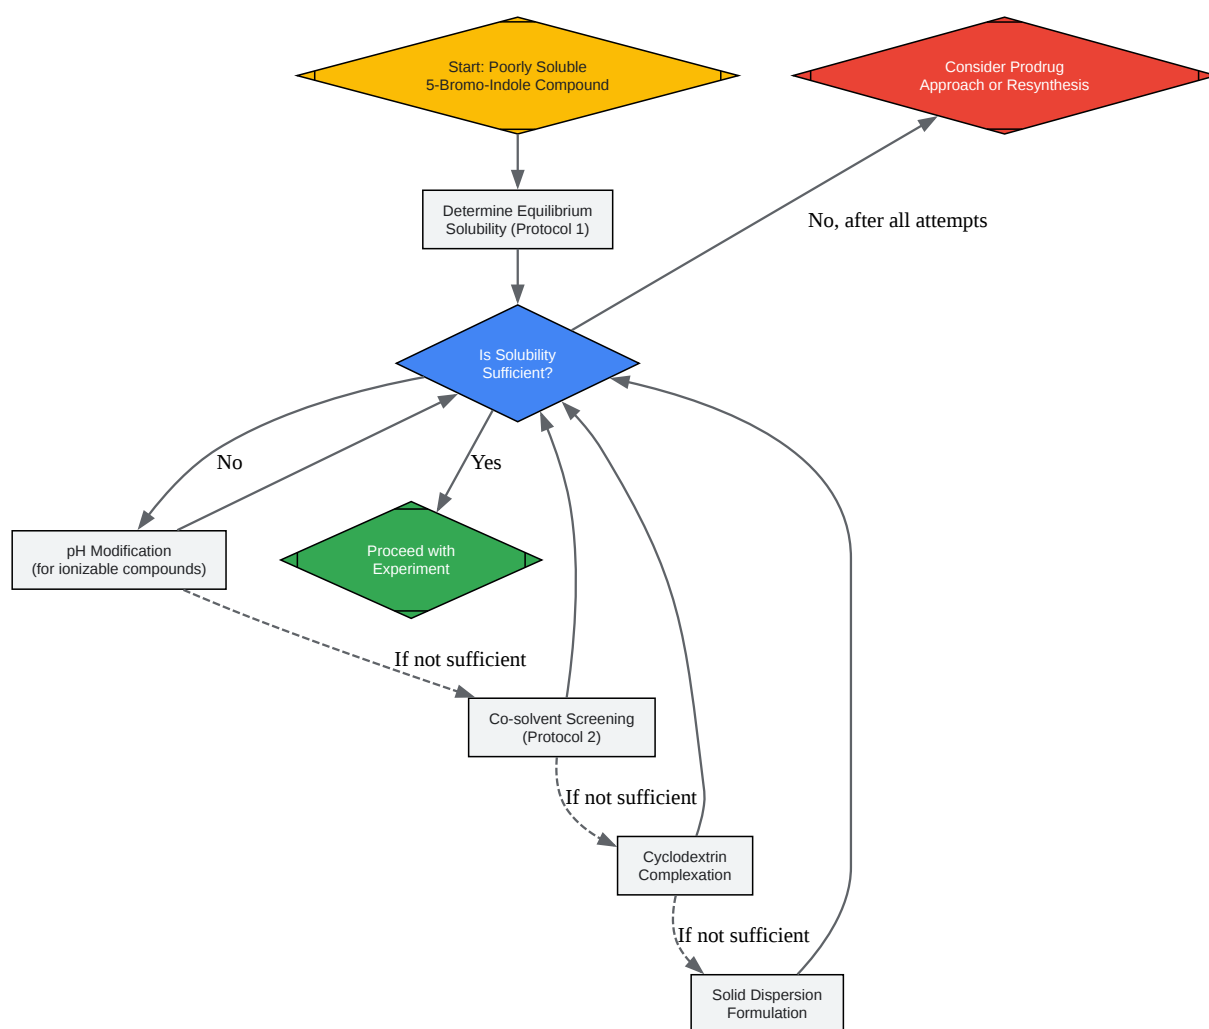 Start: Poorly Soluble
5-Bromo-Indole Compound
Consider Prodrug
Approach or Resynthesis
Determine Equilibrium
Solubility (Protocol 1)
No, after all attempts
Is Solubility
Sufficient?
No
Yes
pH Modification
(for ionizable compounds)
Proceed with
Experiment
If not sufficient
Co-solvent Screening
(Protocol 2)
If not sufficient
Cyclodextrin
Complexation
If not sufficient
Solid Dispersion
Formulation